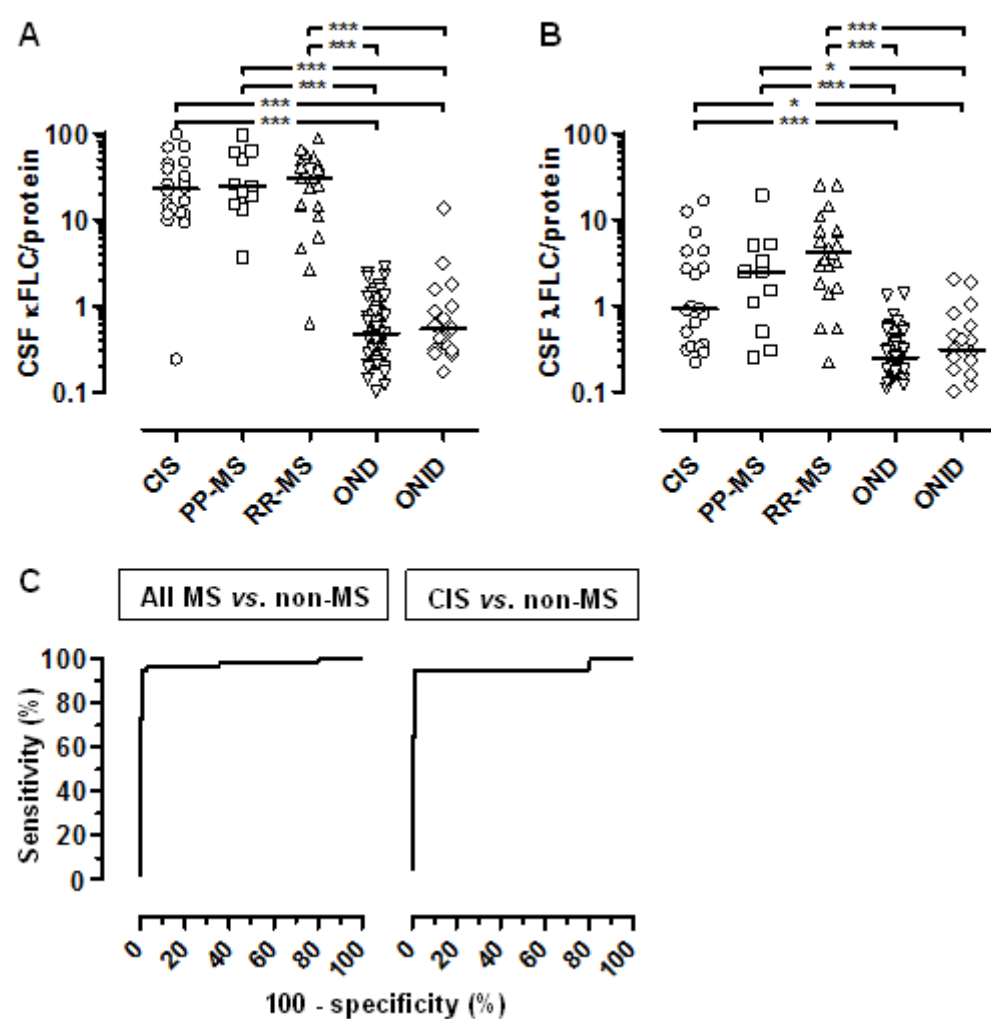 A
***
***
***
***
***
***
CSF κFLC/protein
100
10
1
0.1
CIS
PP-MS
RR-MS
OND
ONID
B
***
***
*
***
*
***
CSF λFLC/protein
100
10
1
0.1
CIS
PP-MS
RR-MS
OND
ONID
C
All MS vs. non-MS
CIS vs. non-MS
Sensitivity (%)
100
80
60
40
20
0
0 20 40 60 80 100
0 20 40 60 80 100
100 - specificity (%)